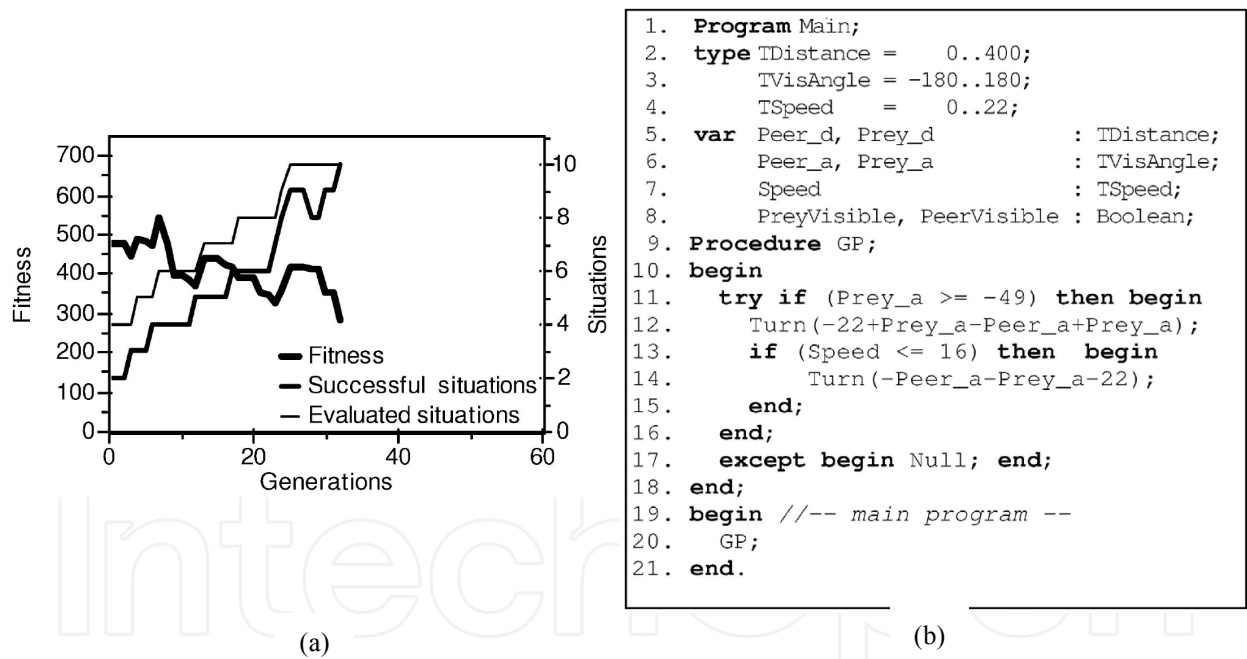 700
600
500
400
300
200
100
0
Fitness
10
8
6
4
2
0
Situations
Fitness
Successful situations
Evaluated situations
0 20 40 60
Generations
(a)
1. Program Main;
2. type TDistance = 0..400;
3. TVisAngle = -180..180;
4. TSpeed = 0..22;
5. var Peer_d, Prey_d : TDistance;
6. Peer_a, Prey_a : TVisAngle;
7. Speed : TSpeed;
8. PreyVisible, PeerVisible : Boolean;
9. Procedure GP;
10. begin
11. try if (Prey_a >= -49) then begin
12. Turn(-22+Prey_a-Peer_a+Prey_a);
13. if (Speed <= 16) then begin
14. Turn(-Peer_a-Prey_a-22);
15. end;
16. end;
17. except begin Null; end;
18. end;
19. begin //-- main program --
20. GP;
21. end.
(b)